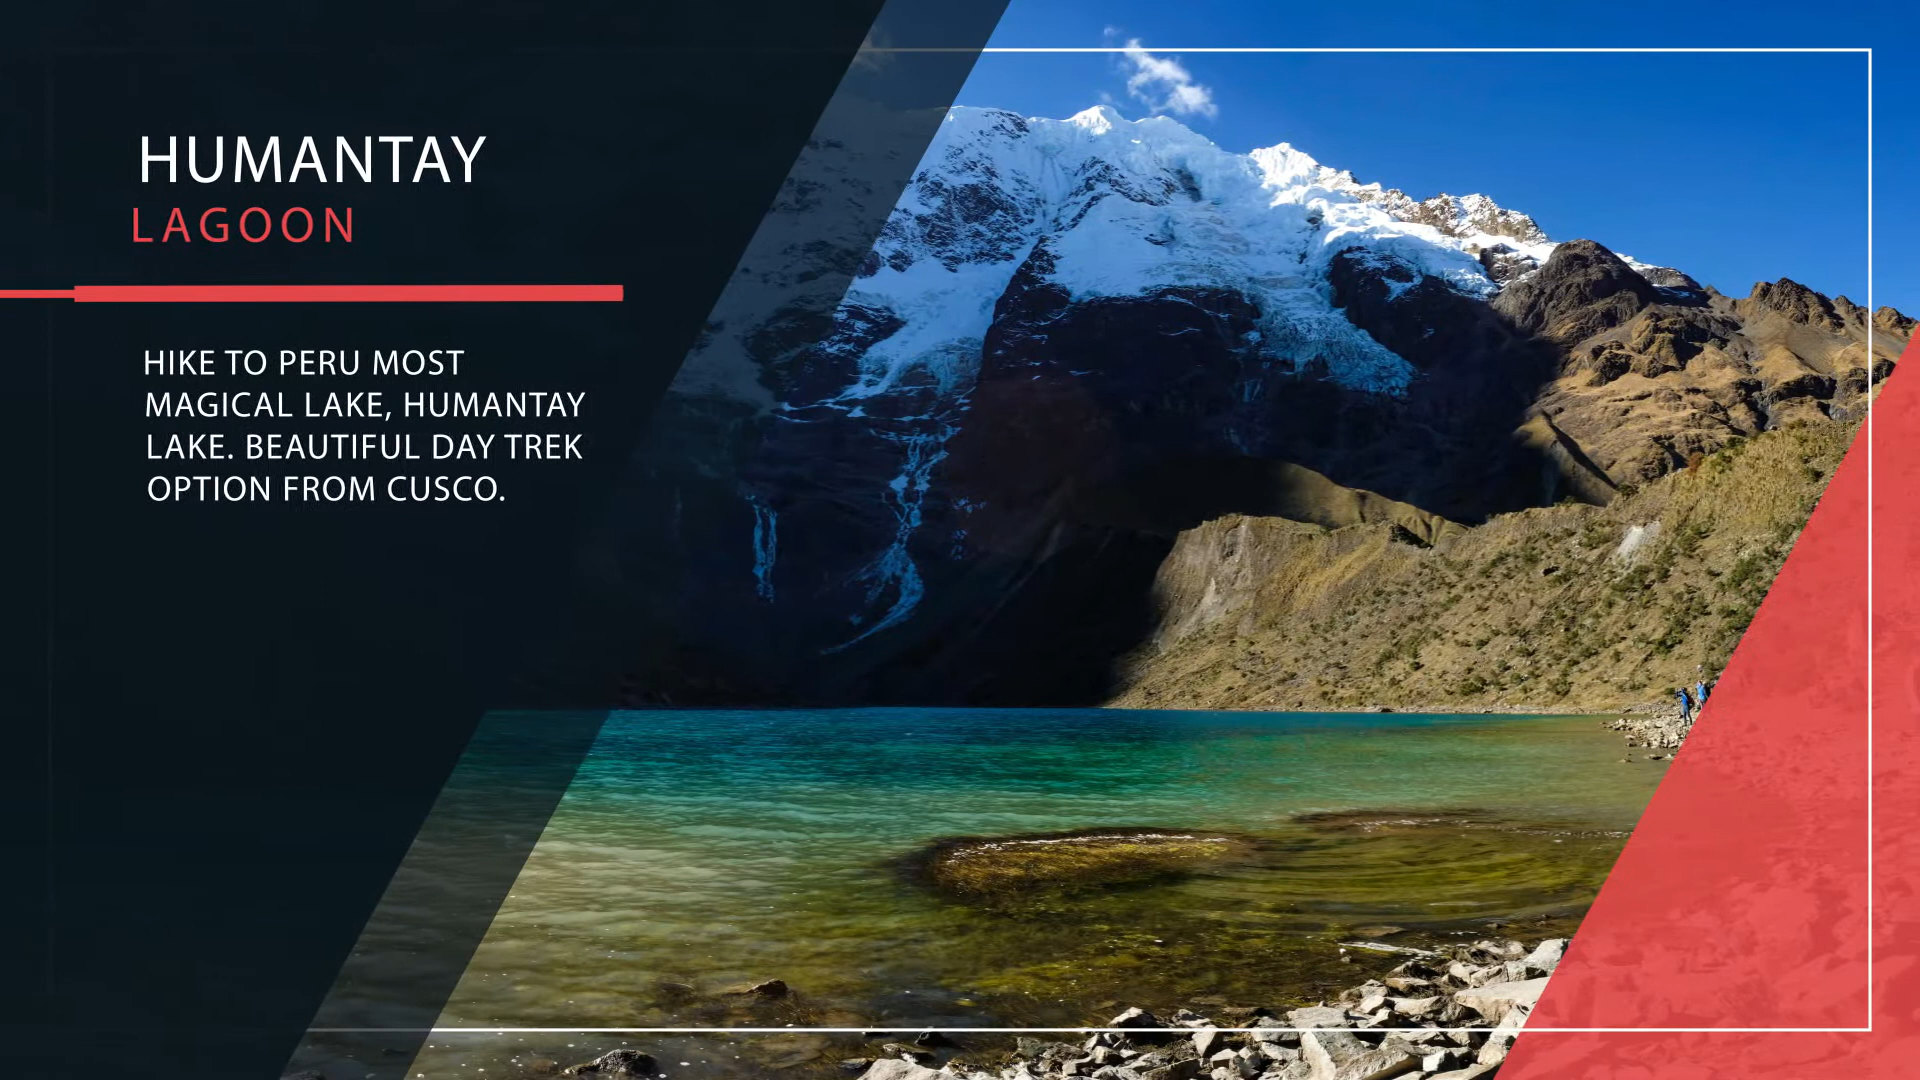 HUMANTAY
LAGOON
HIKE TO PERU MOST
MAGICAL LAKE, HUMANTAY
LAKE. BEAUTIFUL DAY TREK
OPTION FROM CUSCO.